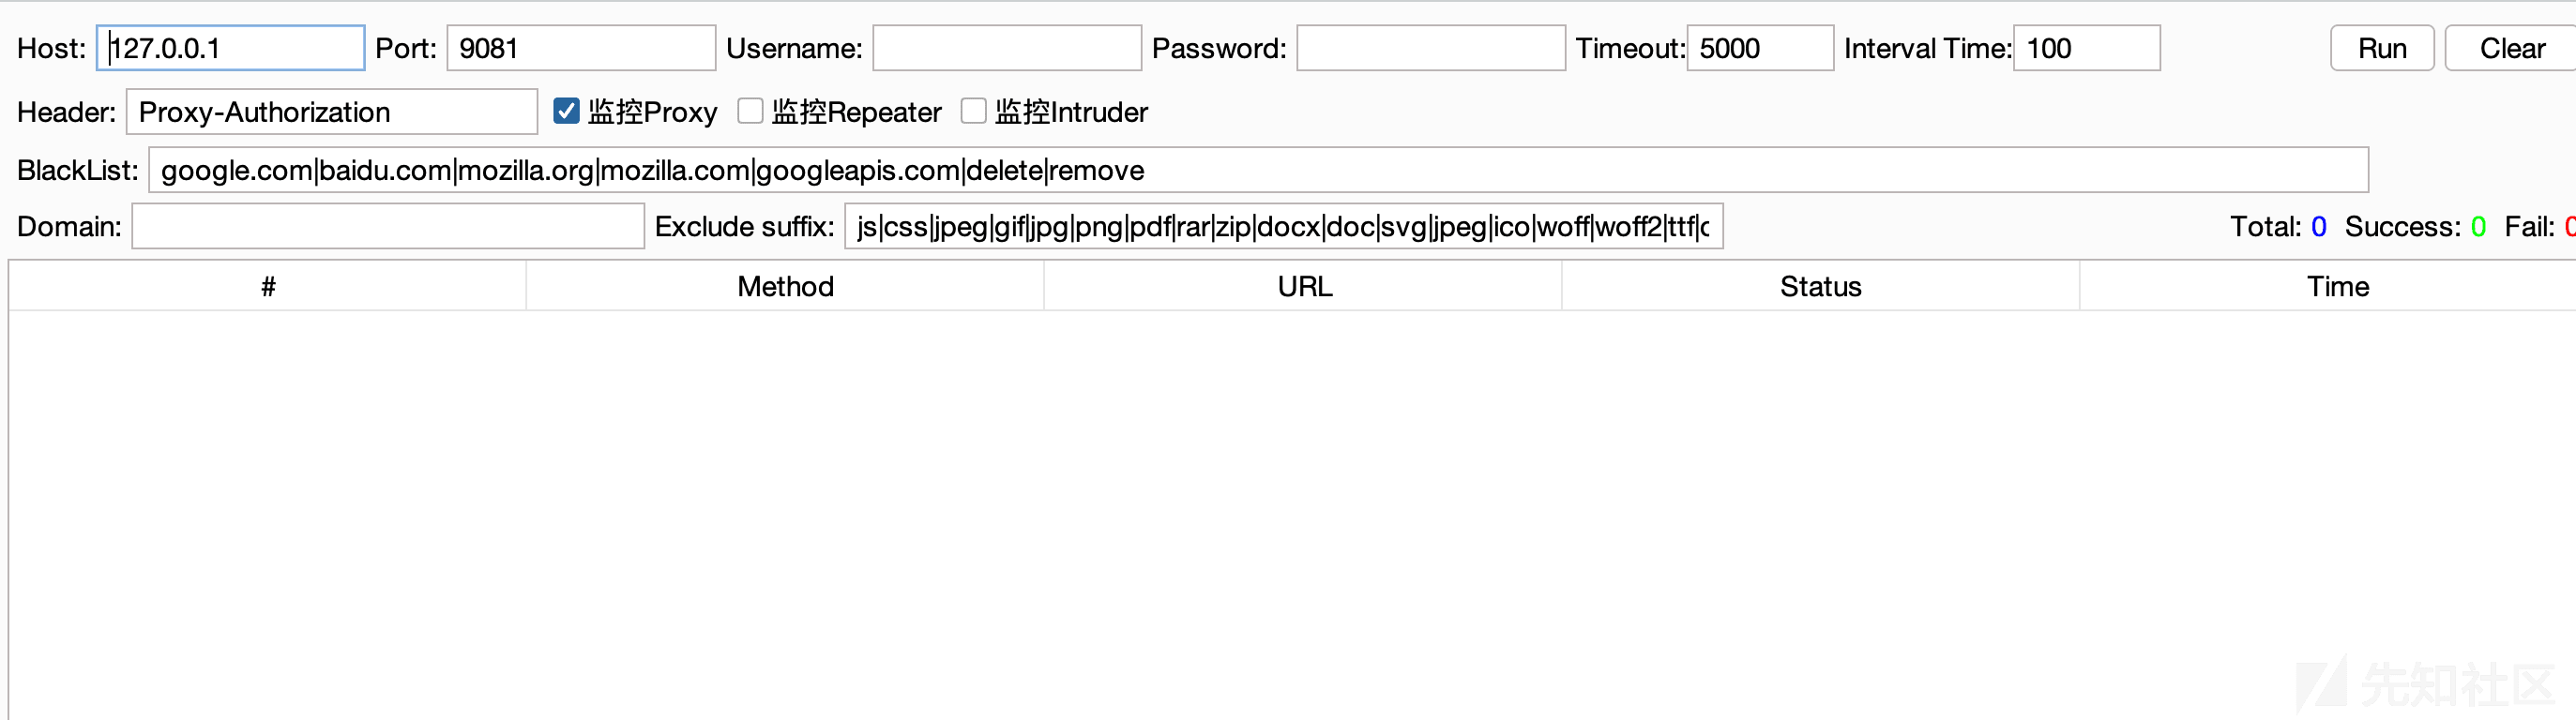 Host: 127.0.0.1 Port: 9081 Username: Password: Timeout: 5000 Interval Time: 100 Run Clear
Header: Proxy-Authorization 监控Proxy 监控Repeater 监控Intruder
BlackList: google.com|baidu.com|mozilla.org|mozilla.com|googleapis.com|delete|remove
Domain: Exclude suffix: js|css|jpeg|gif|jpg|png|pdf|rar|zip|docx|doc|svg|jpeg|ico|woff|woff2|ttf| Total: 0 Success: 0 Fail: 0
# Method URL Status Time
先知社区